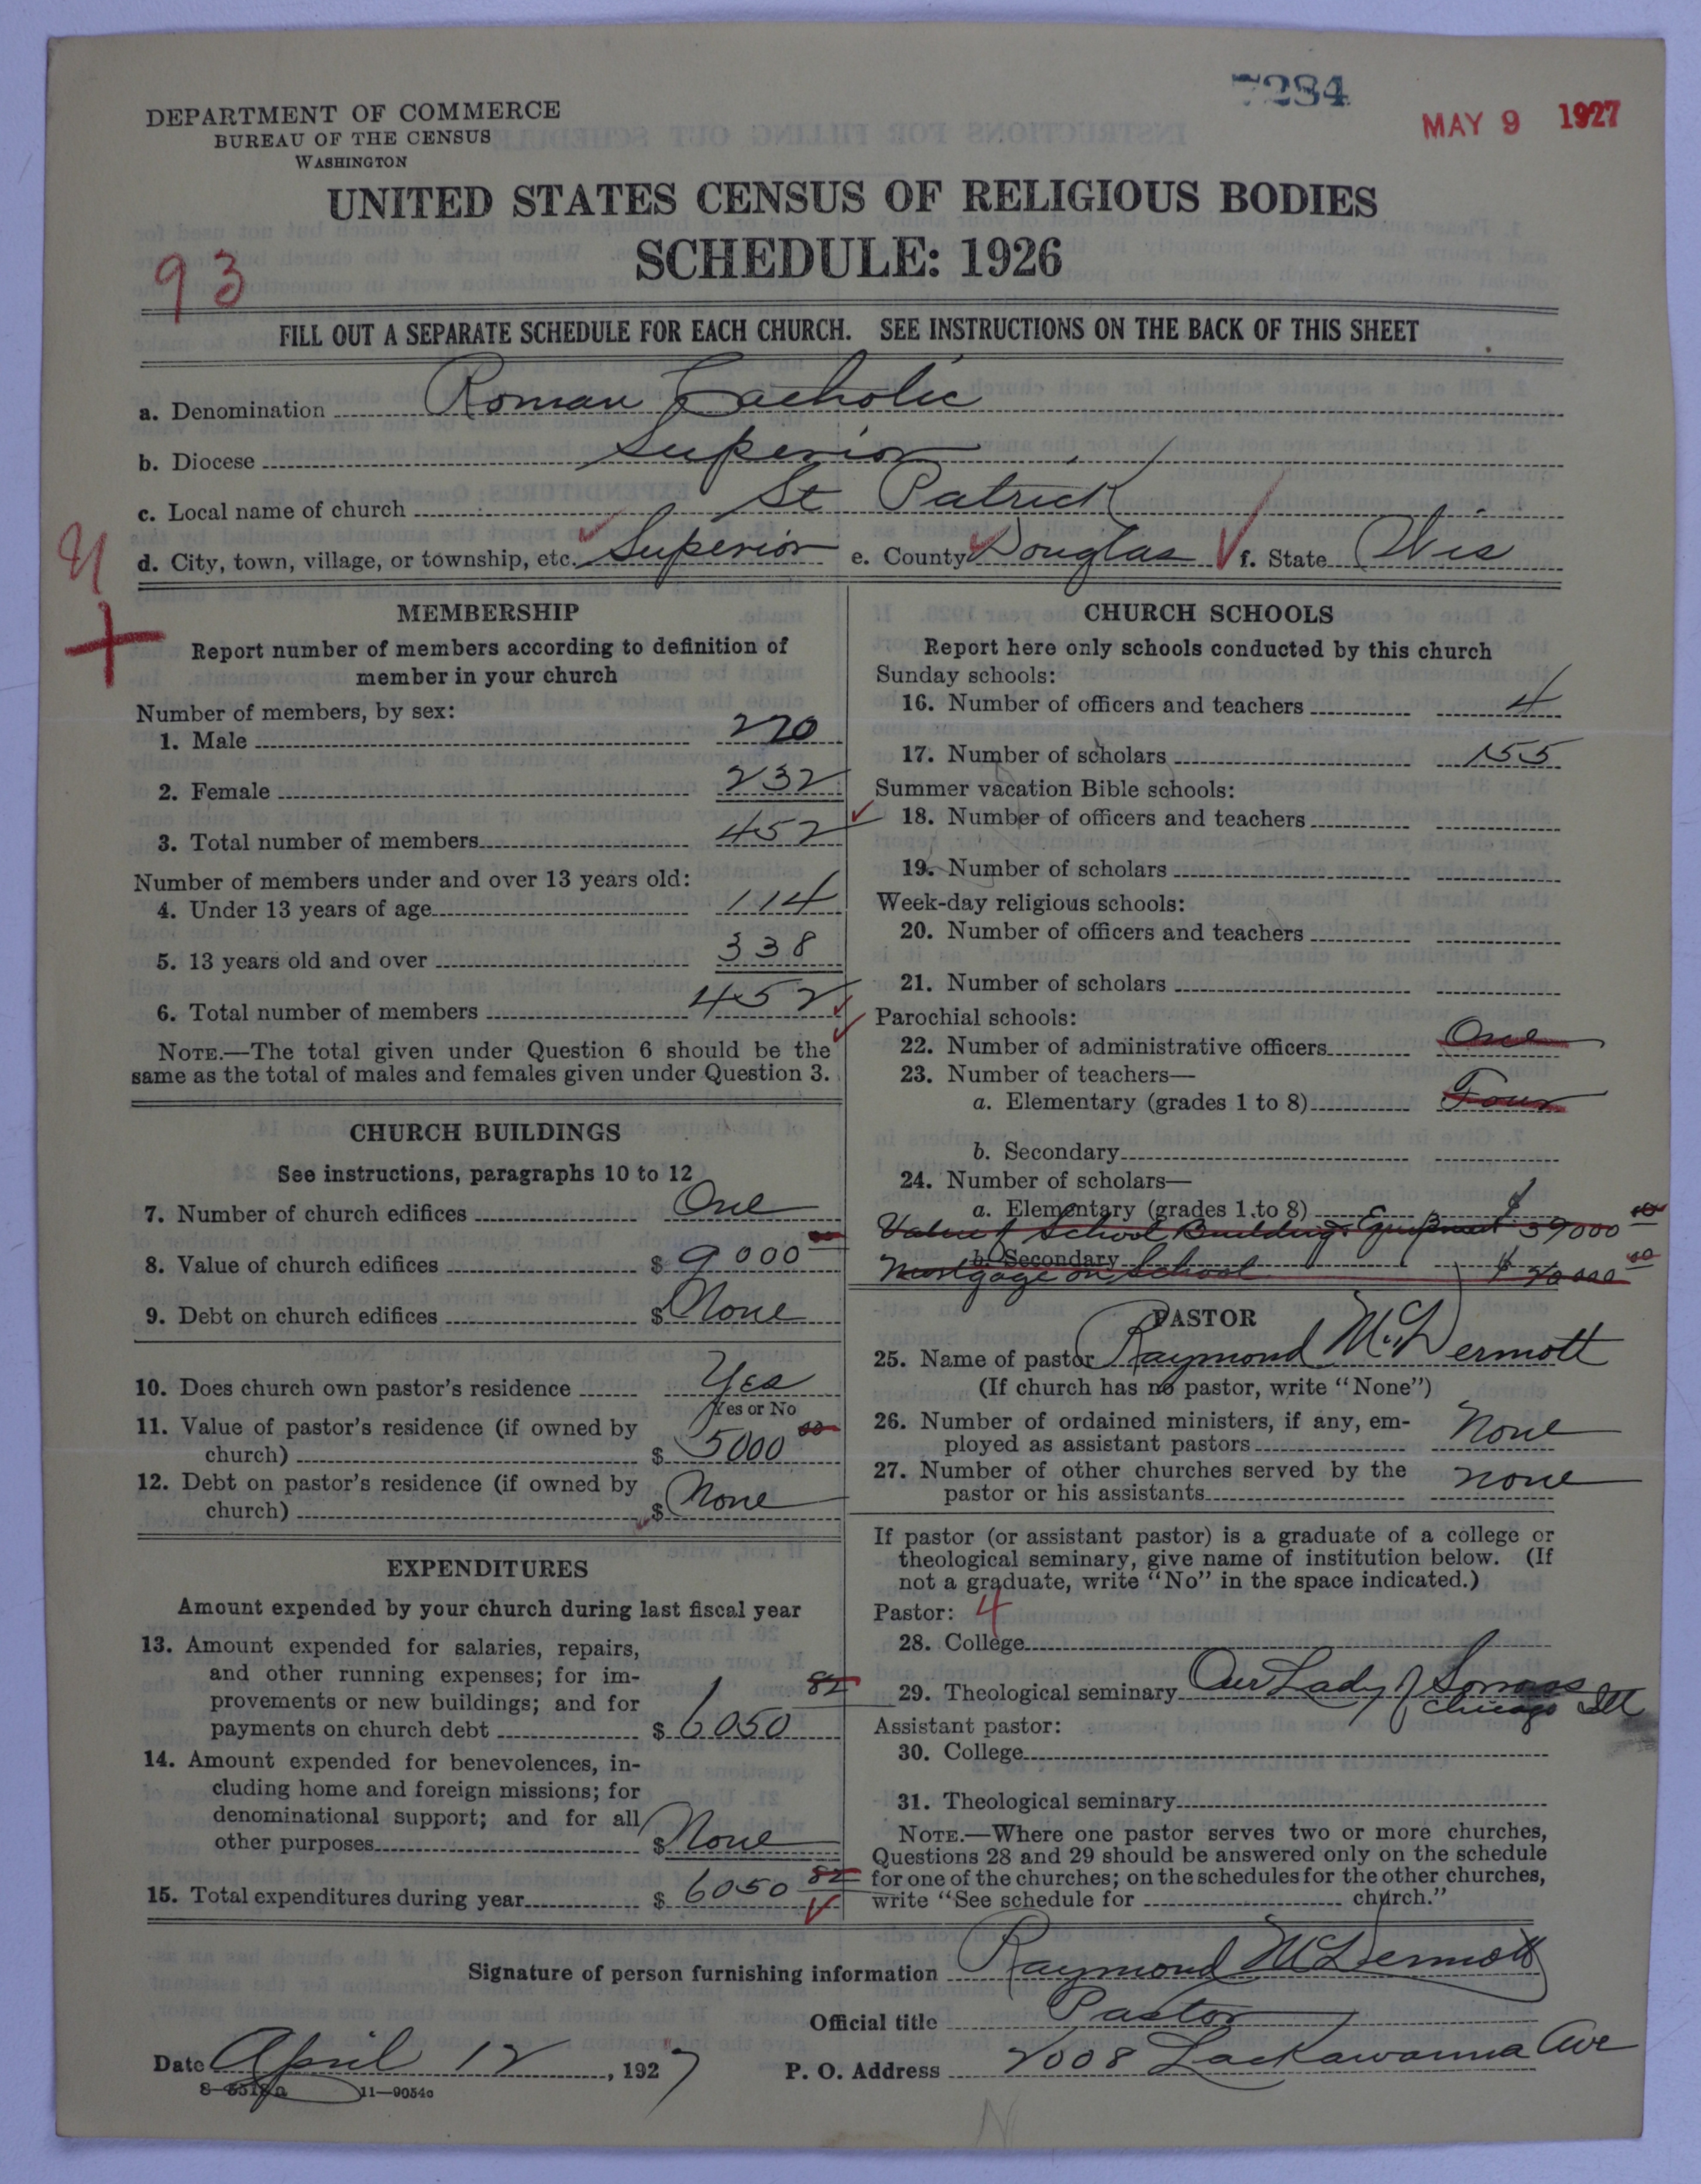 7284
MAY 9 1927
DEPARTMENT OF COMMERCE
BUREAU OF THE CENSUS
WASHINGTON
UNITED STATES CENSUS OF RELIGIOUS BODIES
SCHEDULE: 1926
93
FILL OUT A SEPARATE SCHEDULE FOR EACH CHURCH. SEE INSTRUCTIONS ON THE BACK OF THIS SHEET
a. Denomination Roman Catholic
b. Diocese Superior
c. Local name of church St Patrick
d. City, town, village, or township, etc. Superior e. County Douglas f. State Wis
MEMBERSHIP
Report number of members according to definition of
member in your church
Number of members, by sex:
1. Male 220
2. Female 232
3. Total number of members 452
Number of members under and over 13 years old:
4. Under 13 years of age 114
5. 13 years old and over 338
6. Total number of members 452
NOTE.—The total given under Question 6 should be the
same as the total of males and females given under Question 3.
CHURCH BUILDINGS
See instructions, paragraphs 10 to 12
7. Number of church edifices One
8. Value of church edifices $ 9000 00
9. Debt on church edifices $ None
10. Does church own pastor's residence Yes
Yes or No
11. Value of pastor's residence (if owned by
church) $ 5000 00
12. Debt on pastor's residence (if owned by
church) $ None
EXPENDITURES
Amount expended by your church during last fiscal year
13. Amount expended for salaries, repairs,
and other running expenses; for im-
provements or new buildings; and for
payments on church debt $ 6050 82
14. Amount expended for benevolences, in-
cluding home and foreign missions; for
denominational support; and for all
other purposes $ None
15. Total expenditures during year $ 6050 82
CHURCH SCHOOLS
Report here only schools conducted by this church
Sunday schools:
16. Number of officers and teachers 4
17. Number of scholars 155
Summer vacation Bible schools:
18. Number of officers and teachers
19. Number of scholars
Week-day religious schools:
20. Number of officers and teachers
21. Number of scholars
Parochial schools:
22. Number of administrative officers One
23. Number of teachers—
a. Elementary (grades 1 to 8) Four
b. Secondary
24. Number of scholars—
a. Elementary (grades 1 to 8)
Value of School Building & Equipment $ 39000 00
b. Secondary
Mortgage on School $ 20000 00
PASTOR
25. Name of pastor Raymond McDermott
(If church has no pastor, write "None")
26. Number of ordained ministers, if any, em-
ployed as assistant pastors None
27. Number of other churches served by the
pastor or his assistants none
If pastor (or assistant pastor) is a graduate of a college or
theological seminary, give name of institution below. (If
not a graduate, write "No" in the space indicated.)
Pastor: 4
28. College
29. Theological seminary Our Lady of Sorrows
Chicago Ill
Assistant pastor:
30. College
31. Theological seminary
NOTE.—Where one pastor serves two or more churches,
Questions 28 and 29 should be answered only on the schedule
for one of the churches; on the schedules for the other churches,
write "See schedule for church."
Signature of person furnishing information Raymond McDermott
Official title Pastor
Date April 12, 1927 P. O. Address 2008 Lackawanna Ave
11—9054a